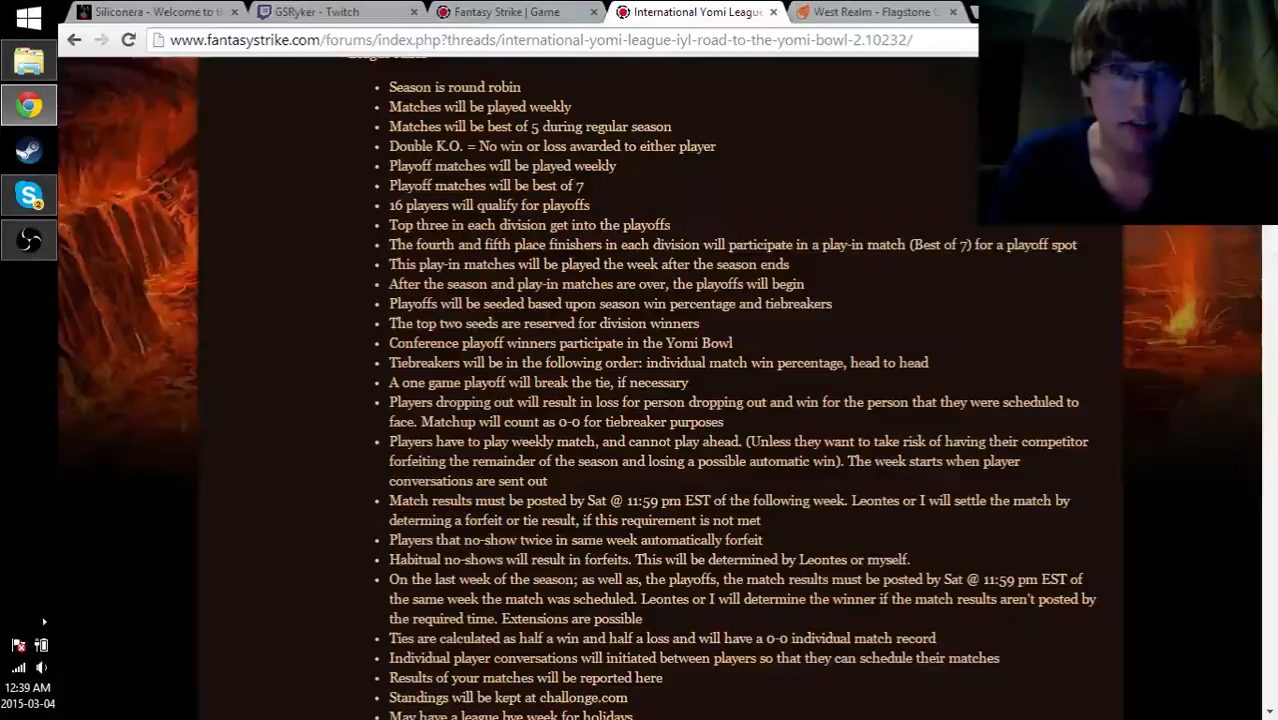 Siliconera - Welcome to th
GSRyker - Twitch
Fantasy Strike | Game
International Yomi Leagu
West Realm - Flagstone C
www.fantasystrike.com/forums/index.php?threads/international-yomi-league-iyl-road-to-the-yomi-bowl-2.10232/
• Season is round robin
• Matches will be played weekly
• Matches will be best of 5 during regular season
• Double K.O. = No win or loss awarded to either player
• Playoff matches will be played weekly
• Playoff matches will be best of 7
• 16 players will qualify for playoffs
• Top three in each division get into the playoffs
• The fourth and fifth place finishers in each division will participate in a play-in match (Best of 7) for a playoff spot
• This play-in matches will be played the week after the season ends
• After the season and play-in matches are over, the playoffs will begin
• Playoffs will be seeded based upon season win percentage and tiebreakers
• The top two seeds are reserved for division winners
• Conference playoff winners participate in the Yomi Bowl
• Tiebreakers will be in the following order: individual match win percentage, head to head
• A one game playoff will break the tie, if necessary
• Players dropping out will result in loss for person dropping out and win for the person that they were scheduled to
face. Matchup will count as 0-0 for tiebreaker purposes
• Players have to play weekly match, and cannot play ahead. (Unless they want to take risk of having their competitor
forfeiting the remainder of the season and losing a possible automatic win). The week starts when player
conversations are sent out
• Match results must be posted by Sat @ 11:59 pm EST of the following week. Leontes or I will settle the match by
determing a forfeit or tie result, if this requirement is not met
• Players that no-show twice in same week automatically forfeit
• Habitual no-shows will result in forfeits. This will be determined by Leontes or myself.
• On the last week of the season; as well as, the playoffs, the match results must be posted by Sat @ 11:59 pm EST of
the same week the match was scheduled. Leontes or I will determine the winner if the match results aren't posted by
the required time. Extensions are possible
• Ties are calculated as half a win and half a loss and will have a 0-0 individual match record
• Individual player conversations will initiated between players so that they can schedule their matches
• Results of your matches will be reported here
• Standings will be kept at challonge.com
• May have a league bye week for holidays
2
12:39 AM
2015-03-04